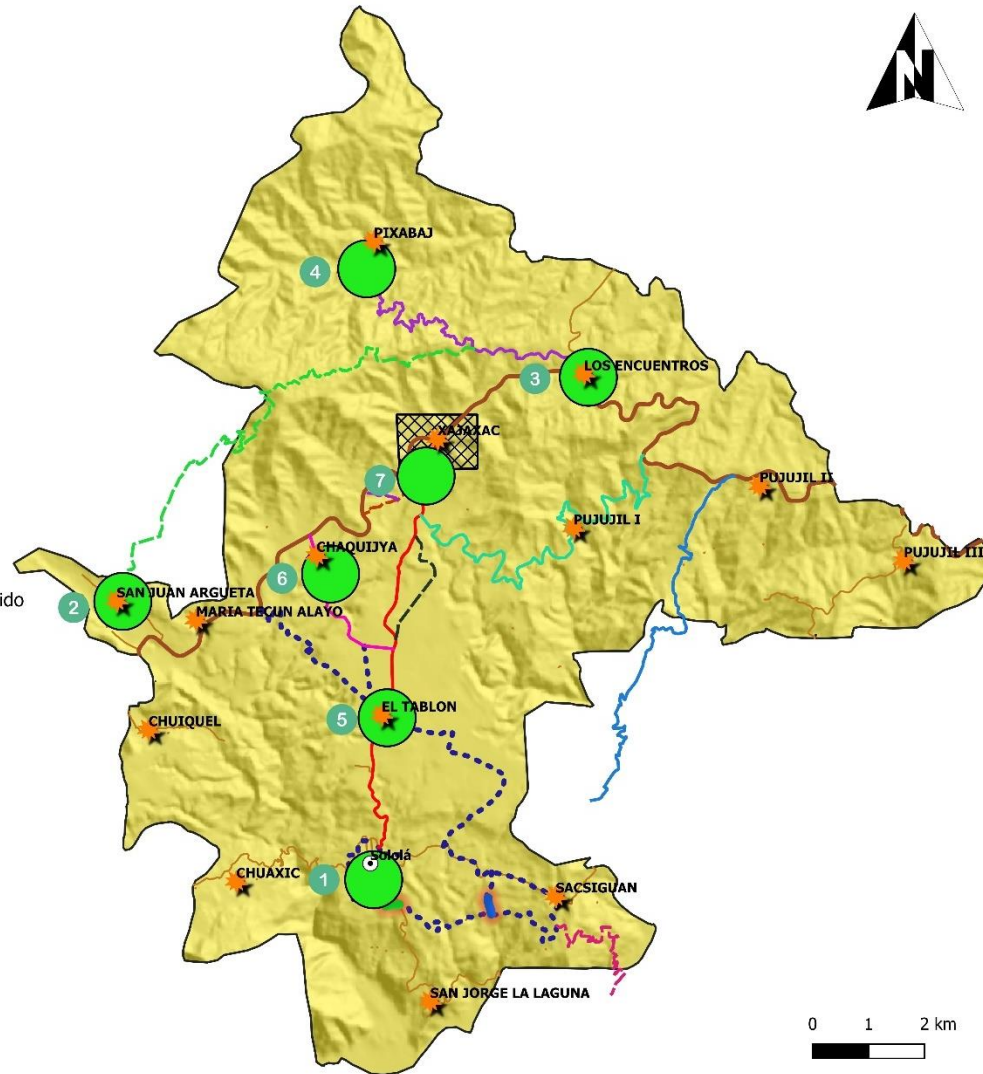 N
PIXABAJ
4
LOS ENCUENTROS
3
XAJAXAC
7
PUJUJIL II
PUJUJIL I
CHAQUIJYA
PUJUJIL III
6
SAN JUAN ARGUETA
ido
2
MARIA TECUN ALAYO
EL TABLON
5
CHUIQUEL
Sololá
1
CHUAXIC
SACSIGUAN
SAN JORGE LA LAGUNA
0 1 2 km